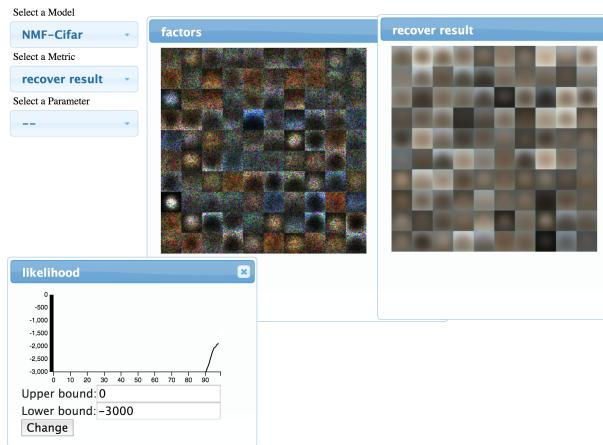 Select a Model
NMF-Cifar
Select a Metric
recover result
Select a Parameter
--
factors
recover result
likelihood
0
-500
-1,000
-1,500
-2,000
-2,500
-3,000
0 10 20 30 40 50 60 70 80 90
Upper bound: 0
Lower bound: -3000
Change